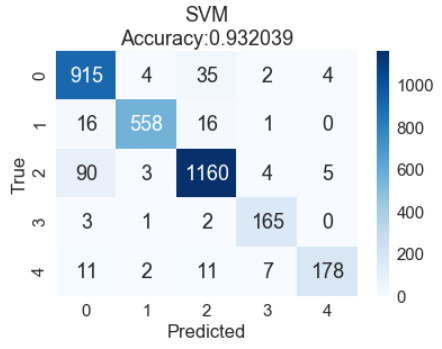 SVM
Accuracy:0.932039
0 915 4 35 2 4
1 16 558 16 1 0
2 90 3 1160 4 5
3 3 1 2 165 0
4 11 2 11 7 178
0 1 2 3 4
True
Predicted
1000
800
600
400
200
0